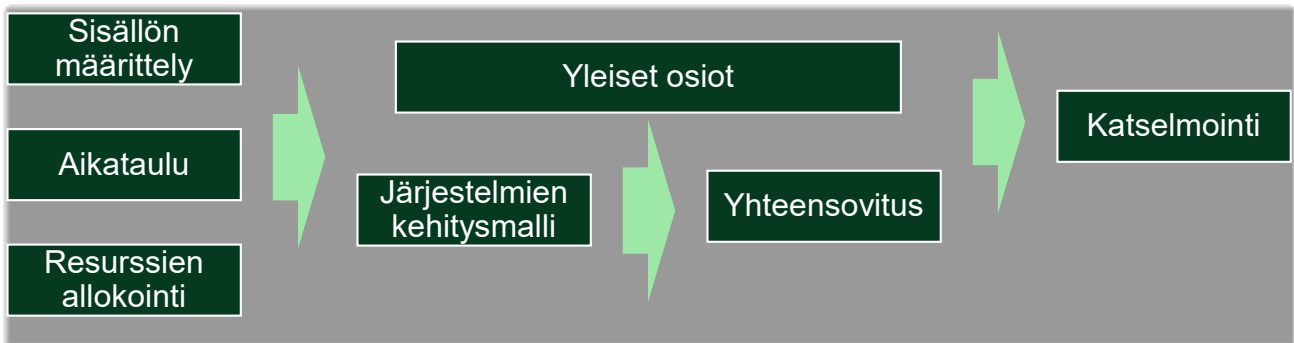 Sisällön
määrittely
Aikataulu
Resurssien
allokointi
Yleiset osiot
Järjestelmien
kehitysmalli
Yhteensovitus
Katselmointi